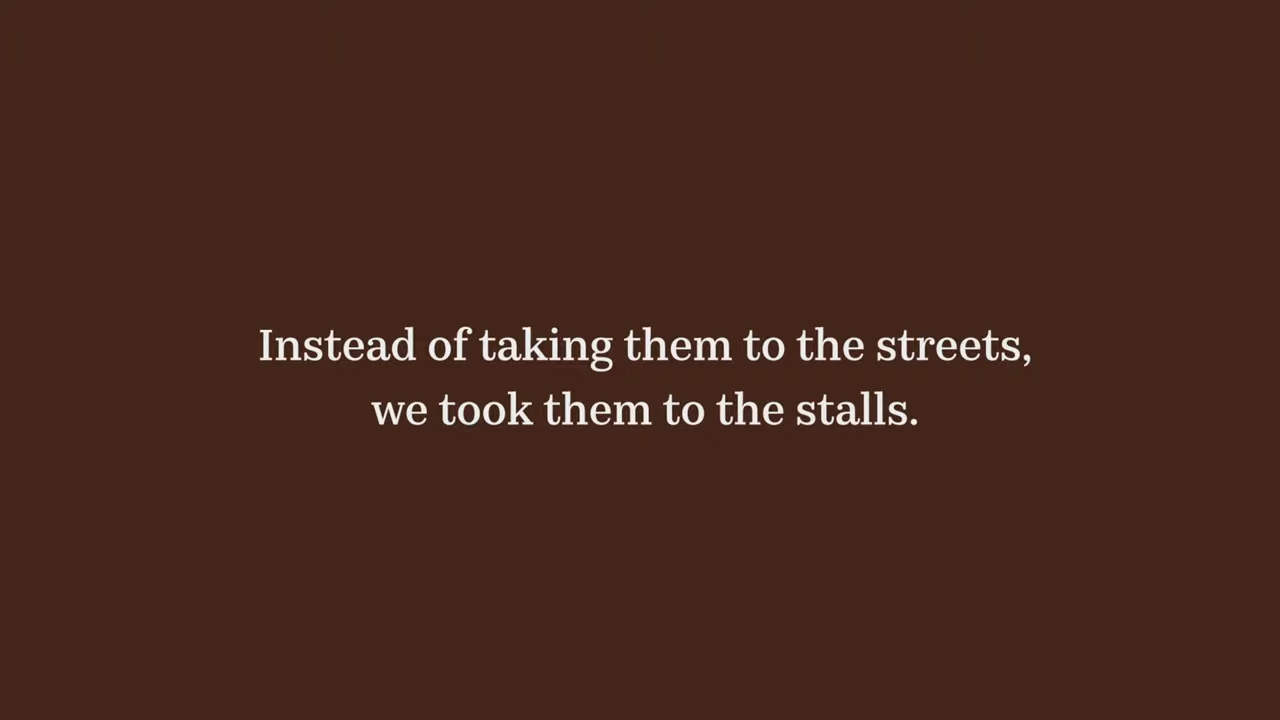 Instead of taking them to the streets,
we took them to the stalls.